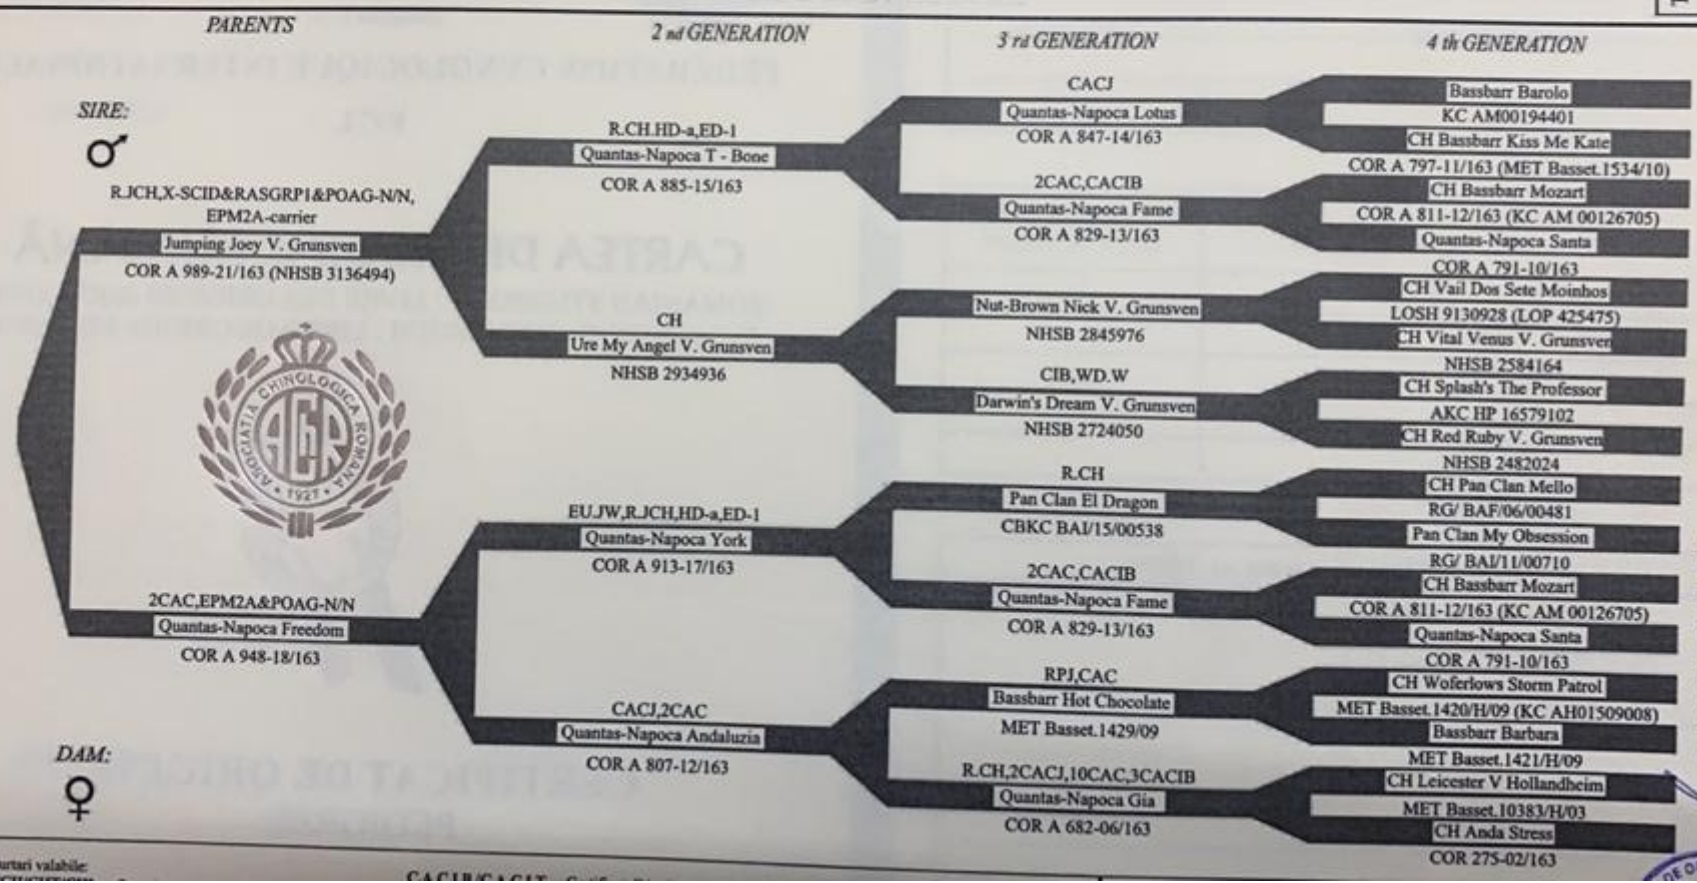 PARENTS
2 nd GENERATION
3 rd GENERATION
4 th GENERATION
SIRE:
♂
R.JCH,X-SCID&RASGRP1&POAG-N/N,
EPM2A-carrier
Jumping Joey V. Grunsven
COR A 989-21/163 (NHSB 3136494)
ASOCIATIA CHINOLOGICA ROMANA
AChR
• 1927 •
2CAC,EPM2A&POAG-N/N
Quantas-Napoca Freedom
COR A 948-18/163
DAM:
♀
R.CH.HD-a,ED-1
Quantas-Napoca T - Bone
COR A 885-15/163
CH
Ure My Angel V. Grunsven
NHSB 2934936
EU.JW,R.JCH,HD-a,ED-1
Quantas-Napoca York
COR A 913-17/163
CACJ,2CAC
Quantas-Napoca Andaluzia
COR A 807-12/163
CACJ
Quantas-Napoca Lotus
COR A 847-14/163
2CAC,CACIB
Quantas-Napoca Fame
COR A 829-13/163
Nut-Brown Nick V. Grunsven
NHSB 2845976
CIB,WD.W
Darwin's Dream V. Grunsven
NHSB 2724050
R.CH
Pan Clan El Dragon
CBKC BAI/15/00538
2CAC,CACIB
Quantas-Napoca Fame
COR A 829-13/163
RPJ,CAC
Bassbarr Hot Chocolate
MET Basset.1429/09
R.CH,2CACJ,10CAC,3CACIB
Quantas-Napoca Gia
COR A 682-06/163
Bassbarr Barolo
KC AM00194401
CH Bassbarr Kiss Me Kate
COR A 797-11/163 (MET Basset.1534/10)
CH Bassbarr Mozart
COR A 811-12/163 (KC AM 00126705)
Quantas-Napoca Santa
COR A 791-10/163
CH Vail Dos Sete Moinhos
LOSH 9130928 (LOP 425475)
CH Vital Venus V. Grunsven
NHSB 2584164
CH Splash's The Professor
AKC HP 16579102
CH Red Ruby V. Grunsven
NHSB 2482024
CH Pan Clan Mello
RG/ BAF/06/00481
Pan Clan My Obsession
RG/ BAI/11/00710
CH Bassbarr Mozart
COR A 811-12/163 (KC AM 00126705)
Quantas-Napoca Santa
COR A 791-10/163
CH Woferlows Storm Patrol
MET Basset.1420/H/09 (KC AH01509008)
Bassbarr Barbara
MET Basset.1421/H/09
CH Leicester V Hollandheim
MET Basset.10383/H/03
CH Anda Stress
COR 275-02/163
valabile: